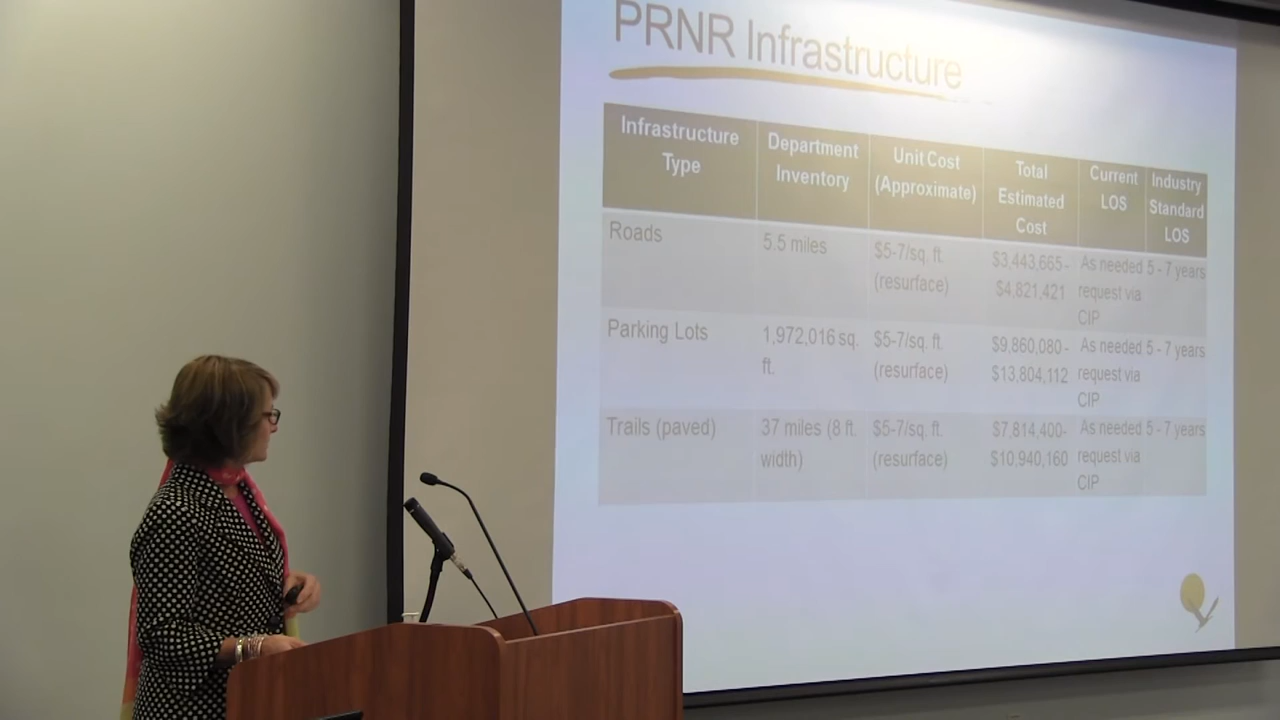 PRNR Infrastructure
Infrastructure
Type
Department
Inventory
Unit Cost
(Approximate)
Total
Estimated
Cost
Current
LOS
Industry
Standard
LOS
Roads
5.5 miles
$5-7/sq. ft.
(resurface)
$3,443,665-
$4,821,421
As needed
request via
CIP
5 - 7 years
Parking Lots
1,972,016 sq.
ft.
$5-7/sq. ft.
(resurface)
$9,860,080-
$13,804,112
As needed
request via
CIP
5 - 7 years
Trails (paved)
37 miles (8 ft.
width)
$5-7/sq. ft.
(resurface)
$7,814,400-
$10,940,160
As needed
request via
CIP
5 - 7 years